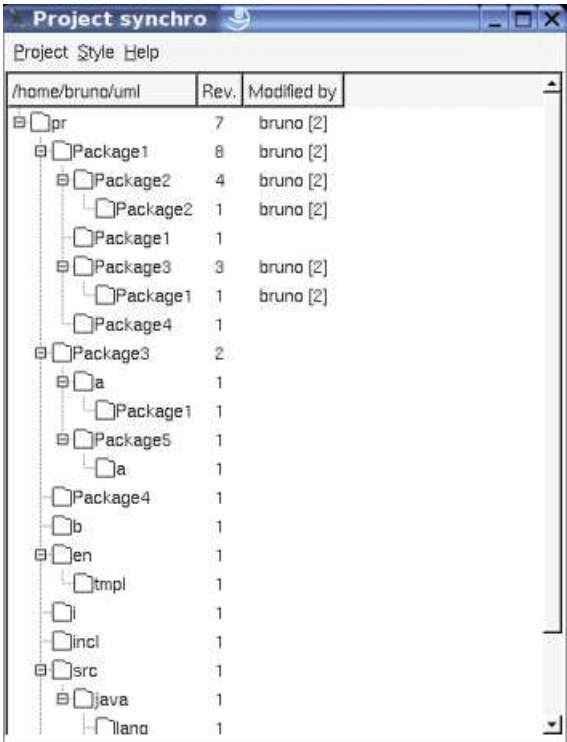 Project synchro
Project Style Help
/home/bruno/uml Rev. Modified by
pr 7 bruno [2]
Package1 8 bruno [2]
Package2 4 bruno [2]
Package2 1 bruno [2]
Package1 1
Package3 3 bruno [2]
Package1 1 bruno [2]
Package4 1
Package3 2
a 1
Package1 1
Package5 1
a 1
Package4 1
b 1
en 1
tmpl 1
i 1
incl 1
src 1
java 1
llang 1